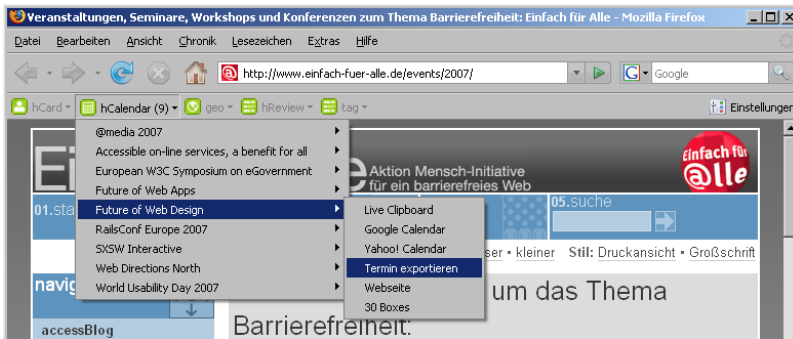 Veranstaltungen, Seminare, Workshops und Konferenzen zum Thema Barrierefreiheit: Einfach für Alle - Mozilla Firefox
Datei Bearbeiten Ansicht Chronik Lesezeichen Extras Hilfe
http://www.einfach-fuer-alle.de/events/2007/ G Google
hCard hCalendar (9) geo hReview tag Einstellungen
@media 2007
Accessible on-line services, a benefit for all
European W3C Symposium on eGovernment
Future of Web Apps
Future of Web Design
RailsConf Europe 2007
SXSW Interactive
Web Directions North
World Usability Day 2007
Live Clipboard
Google Calendar
Yahoo! Calendar
Termin exportieren
Webseite
30 Boxes
Ei e
Aktion Mensch-Initiative
für ein barrierefreies Web
Einfach für
@lle
01.sta 05.suche
ser • kleiner Stil: Druckansicht • Großschrift
navig
um das Thema
accessBlog
Barrierefreiheit: